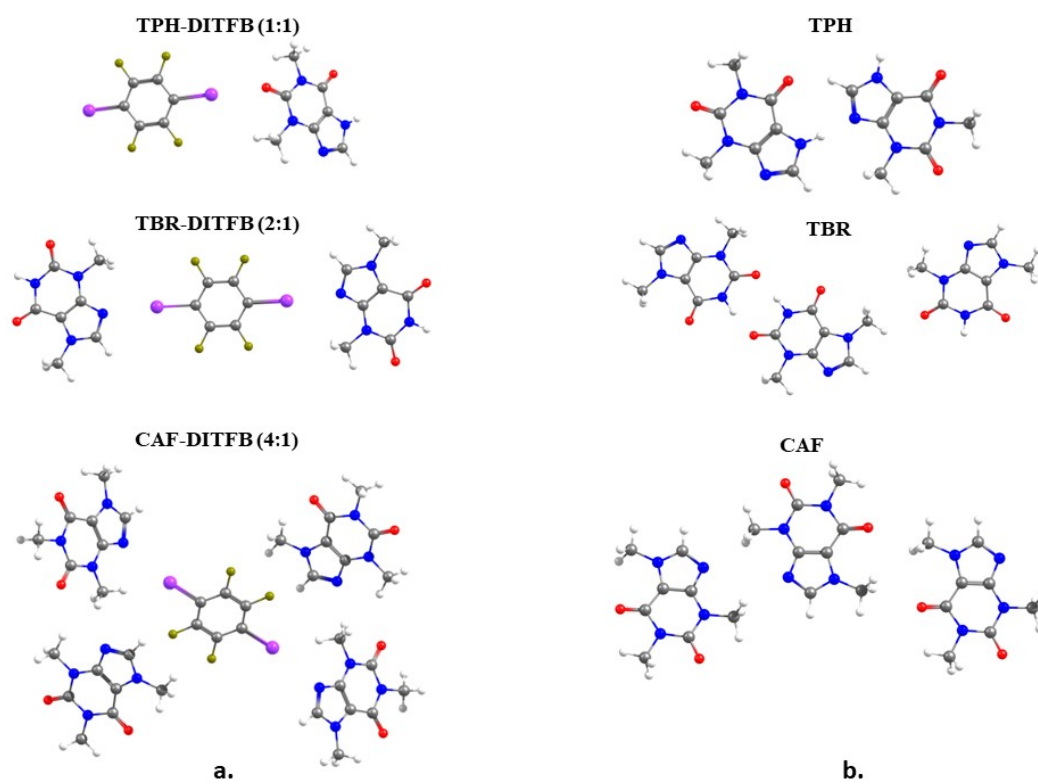 TPH-DITFB (1:1)
TPH
TBR-DITFB (2:1)
TBR
CAF-DITFB (4:1)
CAF
a.
b.